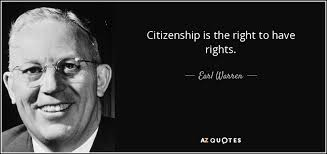 Citizenship is the right to have
rights.
— Earl Warren —
AZ QUOTES